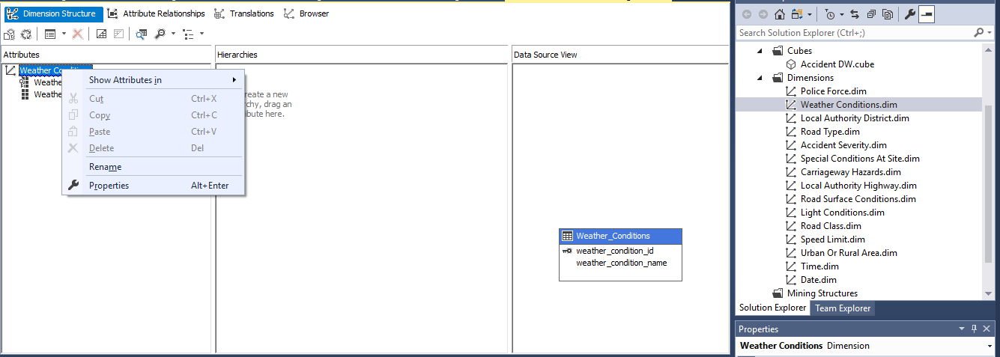 Dimension Structure
Attribute Relationships
Translations
Browser
Attributes
Hierarchies
Data Source View
Weather
Weathe
Weathe
Show Attributes in
Cut Ctrl+X
Copy Ctrl+C
Paste Ctrl+V
Delete Del
Rename
Properties Alt+Enter
reate a new
rchy, drag an
ibute here.
Weather_Conditions
weather_condition_id
weather_condition_name
Search Solution Explorer (Ctrl+;)
Cubes
Accident DW.cube
Dimensions
Police Force.dim
Weather Conditions.dim
Local Authority District.dim
Road Type.dim
Accident Severity.dim
Special Conditions At Site.dim
Carriageway Hazards.dim
Local Authority Highway.dim
Road Surface Conditions.dim
Light Conditions.dim
Road Class.dim
Speed Limit.dim
Urban Or Rural Area.dim
Time.dim
Date.dim
Mining Structures
Solution Explorer
Team Explorer
Properties
Weather Conditions Dimension